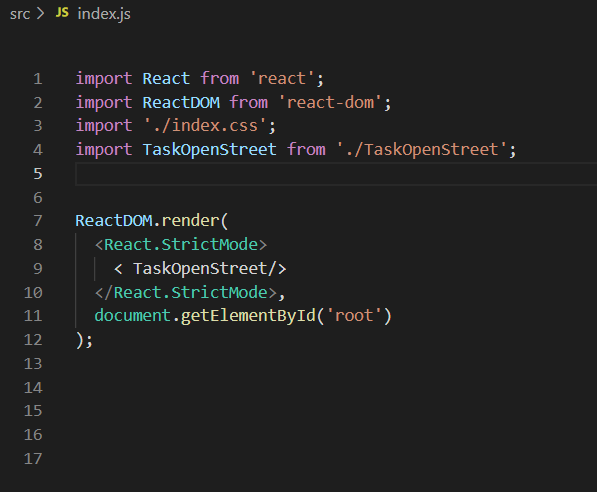 src > JS index.js
1 import React from 'react';
2 import ReactDOM from 'react-dom';
3 import './index.css';
4 import TaskOpenStreet from './TaskOpenStreet';
5
6
7 ReactDOM.render(
8   <React.StrictMode>
9     < TaskOpenStreet/>
10   </React.StrictMode>,
11   document.getElementById('root')
12 );
13
14
15
16
17